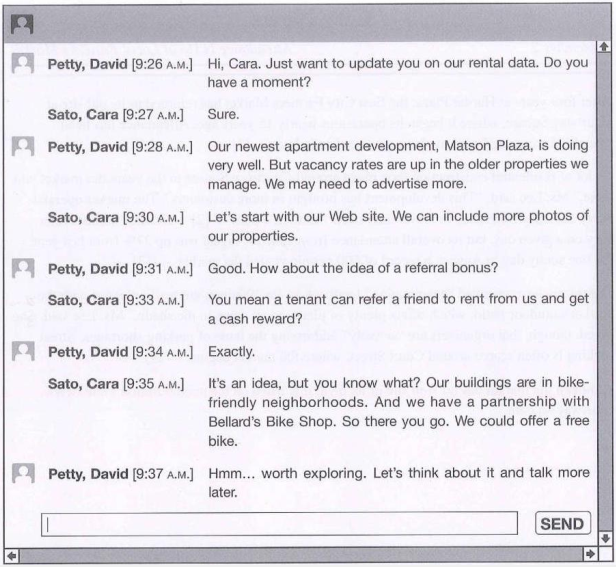 Petty, David [9:26 A.M.] Hi, Cara. Just want to update you on our rental data. Do you
have a moment?
Sato, Cara [9:27 A.M.] Sure.
Petty, David [9:28 A.M.] Our newest apartment development, Matson Plaza, is doing
very well. But vacancy rates are up in the older properties we
manage. We may need to advertise more.
Sato, Cara [9:30 A.M.] Let's start with our Web site. We can include more photos of
our properties.
Petty, David [9:31 A.M.] Good. How about the idea of a referral bonus?
Sato, Cara [9:33 A.M.] You mean a tenant can refer a friend to rent from us and get
a cash reward?
Petty, David [9:34 A.M.] Exactly.
Sato, Cara [9:35 A.M.] It's an idea, but you know what? Our buildings are in bike-
friendly neighborhoods. And we have a partnership with
Bellard's Bike Shop. So there you go. We could offer a free
bike.
Petty, David [9:37 A.M.] Hmm... worth exploring. Let's think about it and talk more
later.
SEND